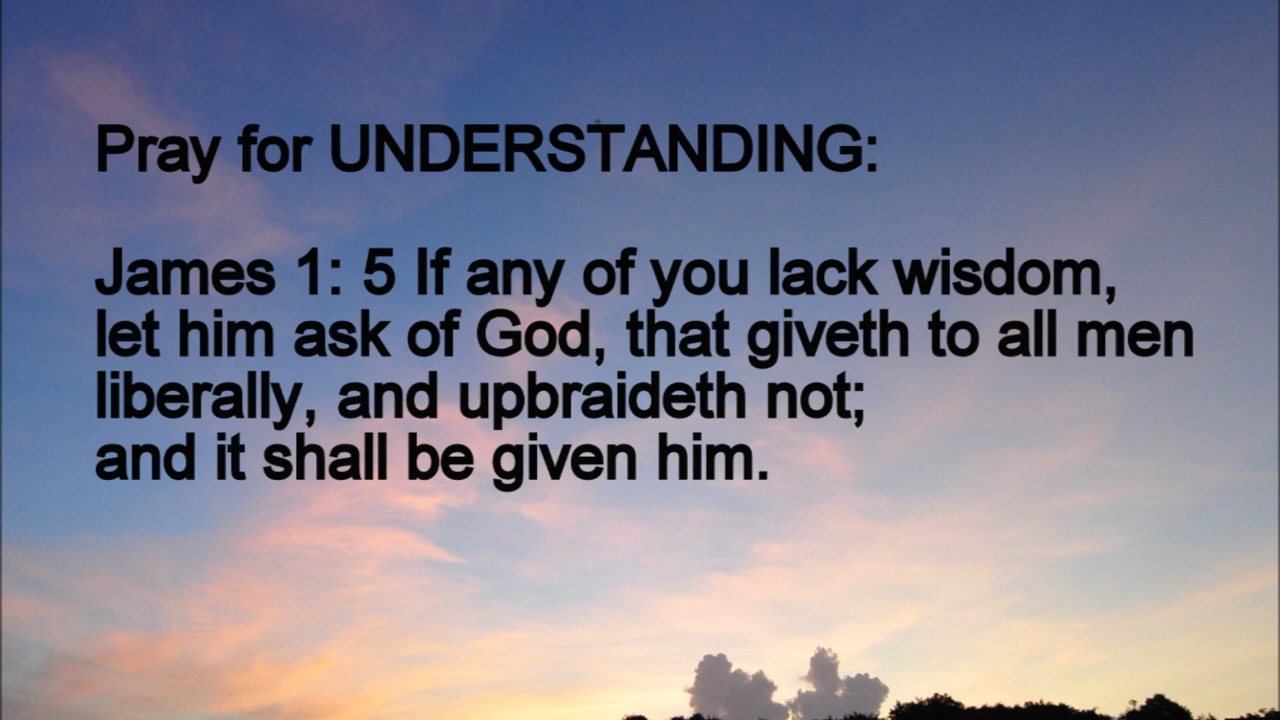 Pray for UNDERSTANDING:
James 1: 5 If any of you lack wisdom,
let him ask of God, that giveth to all men
liberally, and upbraideth not;
and it shall be given him.